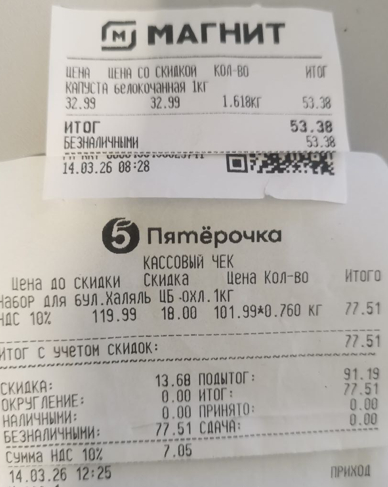 МАГНИТ
ЦЕНА ЦЕНА СО СКИДКОЙ КОЛ-ВО ИТОГ
КАПУСТА белокочанная 1кг
32.99 32.99 1.618КГ 53.38
ИТОГ 53.38
БЕЗНАЛИЧНЫМИ 53.38
14.03.26 08:28
5 Пятёрочка
КАССОВЫЙ ЧЕК
Цена до скидки Скидка Цена Кол-во Итого
Набор для бул.Халяль ЦБ охл.1кг
НДС 10% 119.99 18.00 101.99*0.760 кг 77.51
ИТОГ С УЧЕТОМ СКИДОК: 77.51
СКИДКА: 13.68 ПОДЫТОГ: 91.19
ОКРУГЛЕНИЕ: 0.00 ИТОГ: 77.51
НАЛИЧНЫМИ: 0.00 ПРИНЯТО: 0.00
БЕЗНАЛИЧНЫМИ: 77.51 СДАЧА: 0.00
Сумма НДС 10% 7.05
14.03.26 12:25 ПРИХОД